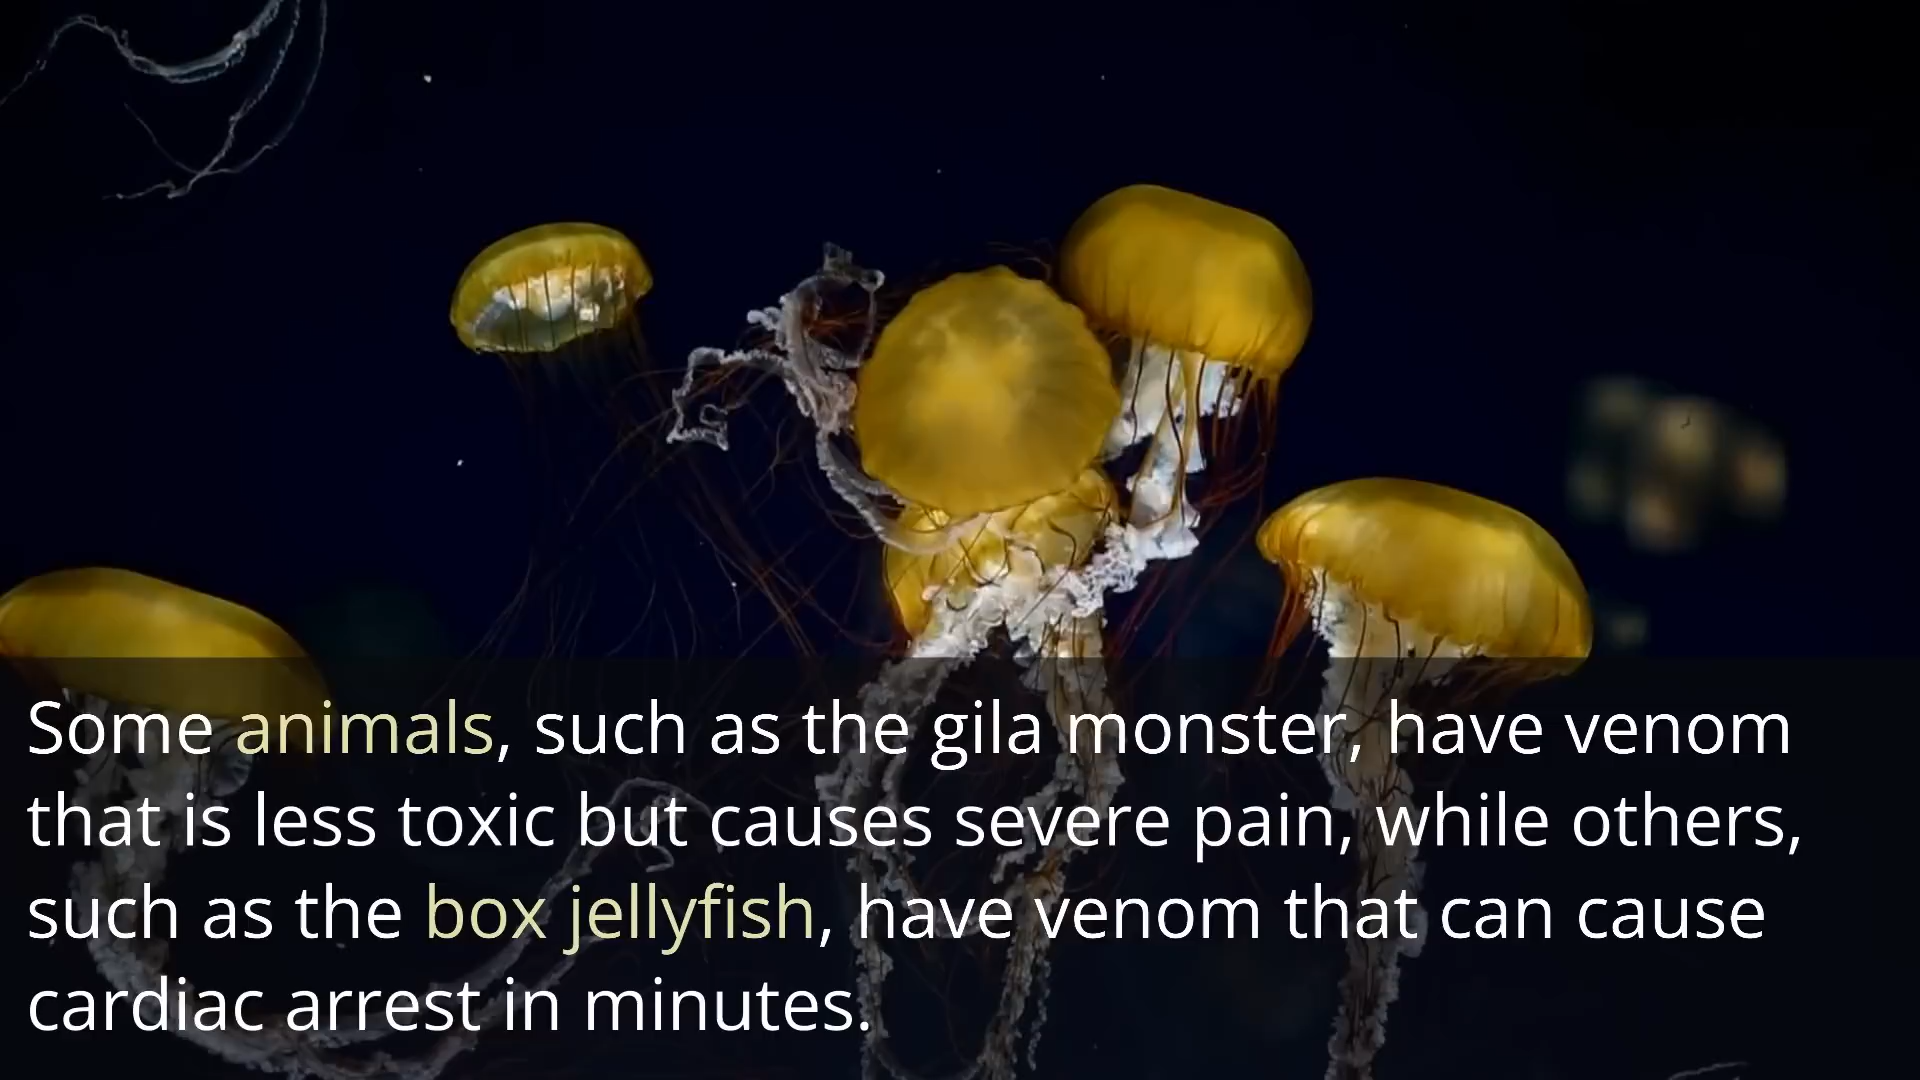 Some animals, such as the gila monster, have venom
that is less toxic but causes severe pain, while others,
such as the box jellyfish, have venom that can cause
cardiac arrest in minutes.